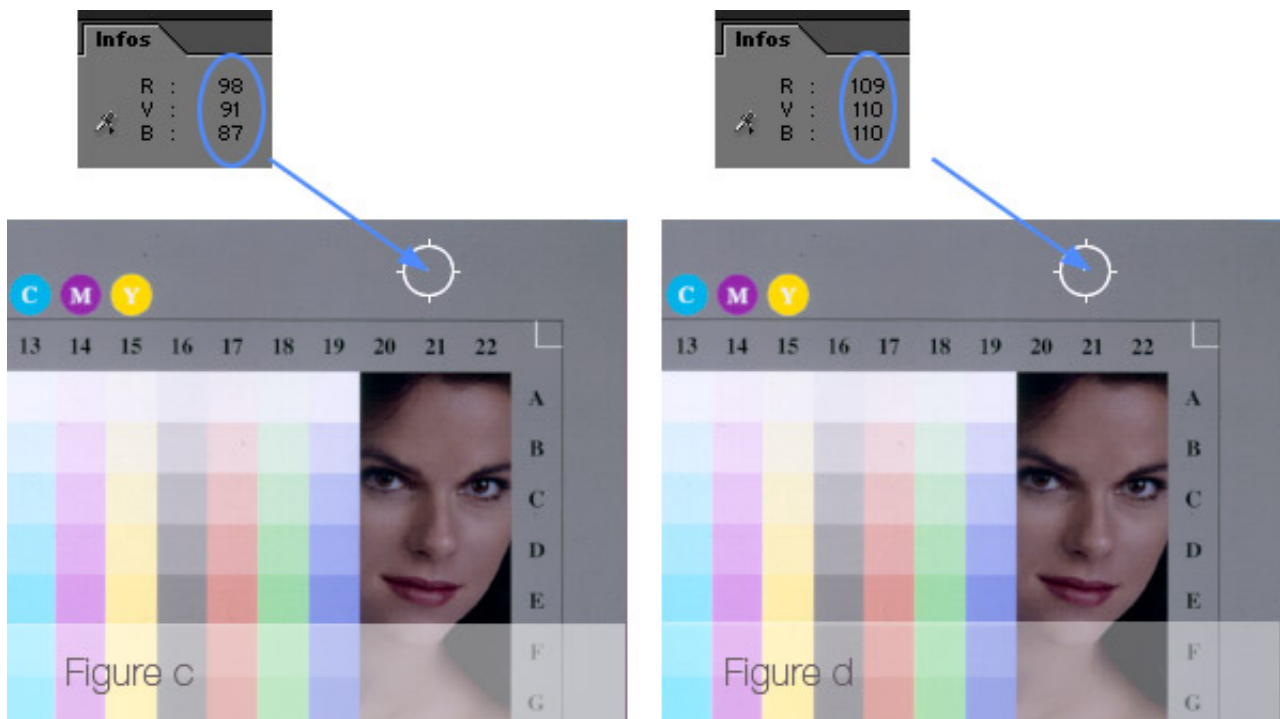 Infos
R : 98
V : 91
B : 87
Infos
R : 109
V : 110
B : 110
C M Y
13 14 15 16 17 18 19 20 21 22
A
B
C
D
E
F
G
Figure c
C M Y
13 14 15 16 17 18 19 20 21 22
A
B
C
D
E
F
G
Figure d